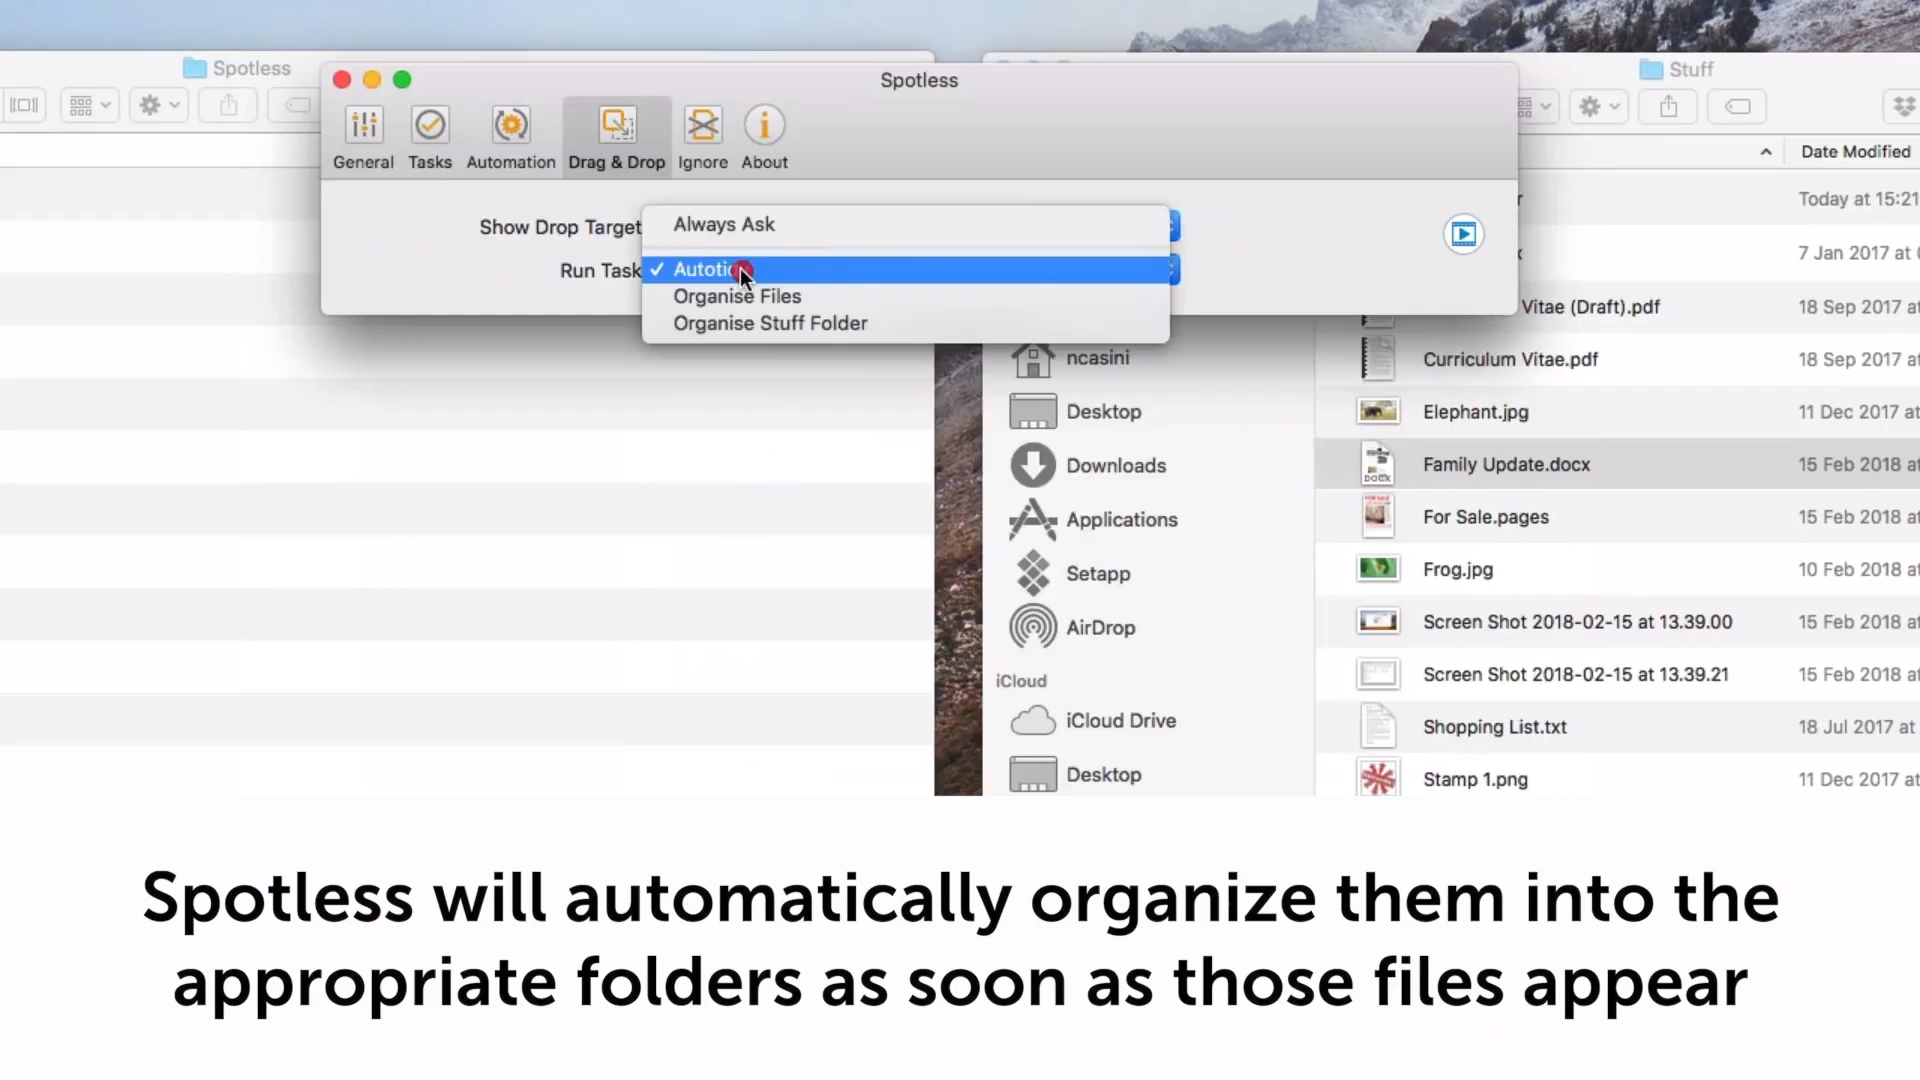 Spotless
Stuff
Spotless
General
Tasks
Automation
Drag & Drop
Ignore
About
Date Modified
Show Drop Target
Always Ask
Run Task
Organise Files
Organise Stuff Folder
Today at 15:21
7 Jan 2017 at
Vitae (Draft).pdf
18 Sep 2017 at
ncasini
Curriculum Vitae.pdf
18 Sep 2017 at
Desktop
Elephant.jpg
11 Dec 2017 at
Downloads
Family Update.docx
15 Feb 2018 at
Applications
For Sale.pages
15 Feb 2018 at
Setapp
Frog.jpg
10 Feb 2018 at
AirDrop
Screen Shot 2018-02-15 at 13.39.00
15 Feb 2018 at
iCloud
Screen Shot 2018-02-15 at 13.39.21
15 Feb 2018 at
iCloud Drive
Shopping List.txt
18 Jul 2017 at
Desktop
Stamp 1.png
11 Dec 2017 at
Spotless will automatically organize them into the
appropriate folders as soon as those files appear